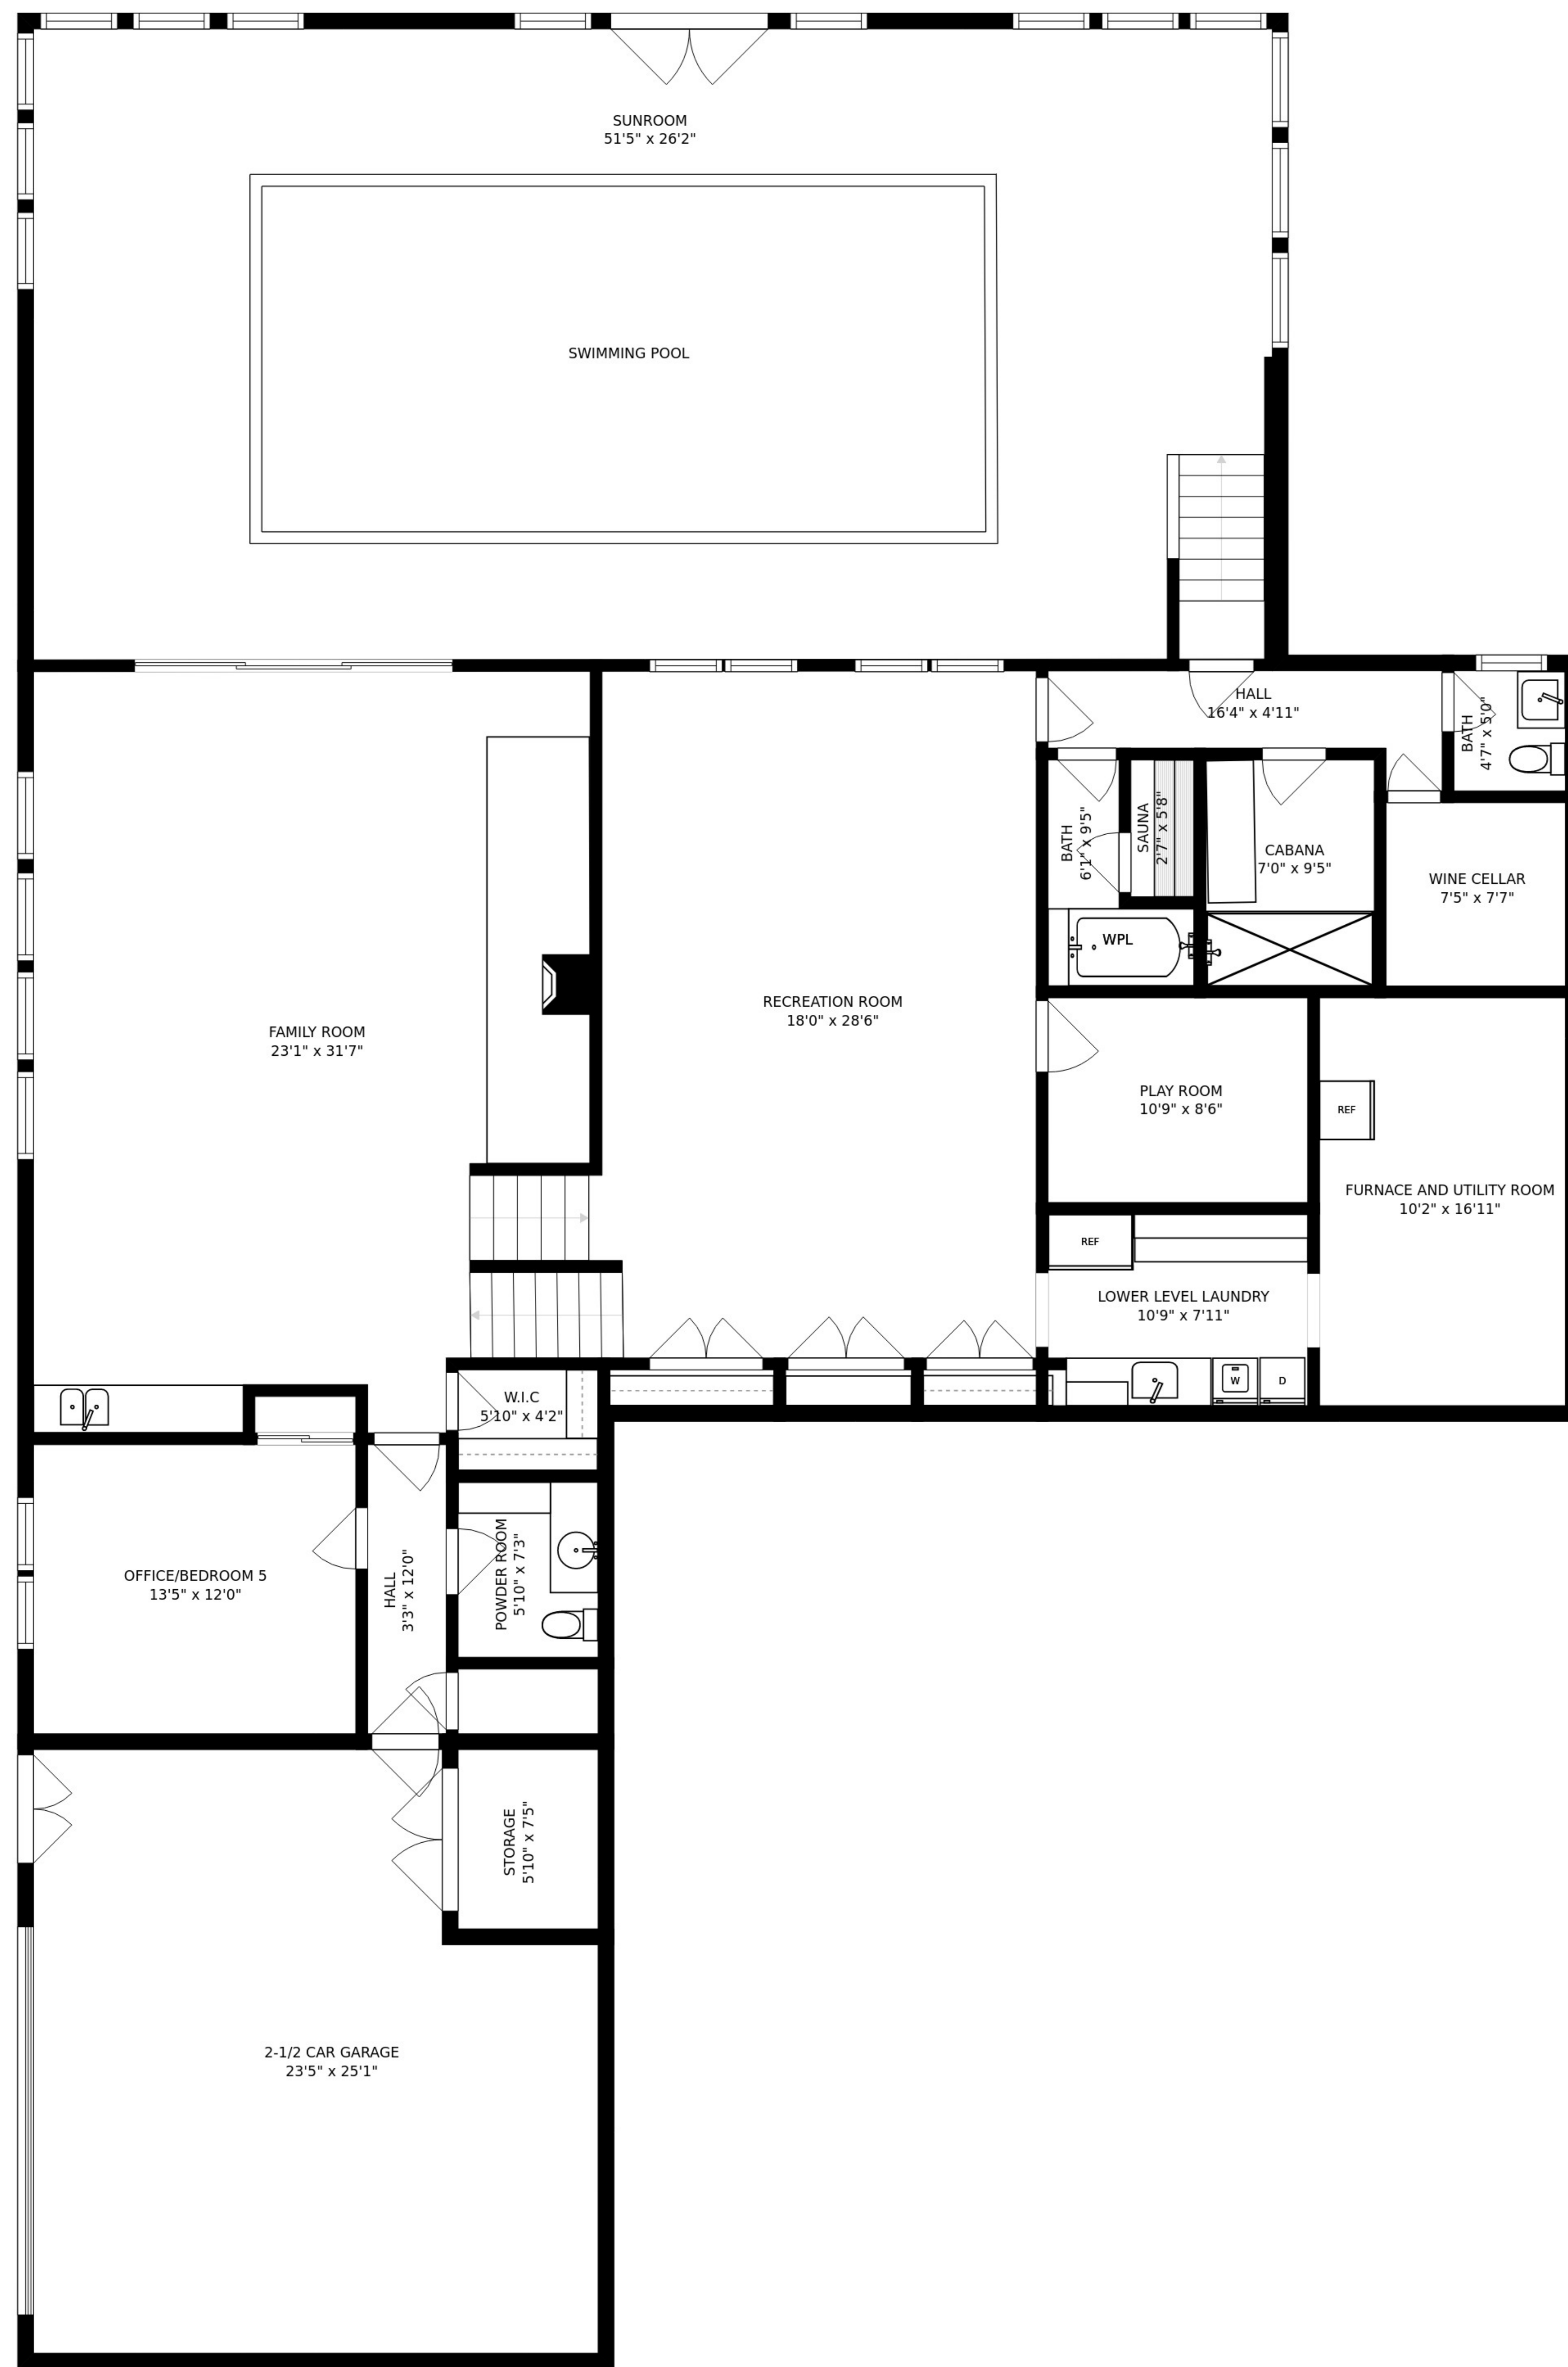 SUNROOM
51'5" x 26'2"
SWIMMING POOL
HALL
16'4" x 4'11"
BATH
4'7" x 5'0"
BATH
6'1" x 9'5"
SAUNA
2'7" x 5'8"
CABANA
7'0" x 9'5"
WINE CELLAR
7'5" x 7'7"
WPL
FAMILY ROOM
23'1" x 31'7"
RECREATION ROOM
18'0" x 28'6"
PLAY ROOM
10'9" x 8'6"
REF
FURNACE AND UTILITY ROOM
10'2" x 16'11"
REF
LOWER LEVEL LAUNDRY
10'9" x 7'11"
W
D
W.I.C
5'10" x 4'2"
OFFICE/BEDROOM 5
13'5" x 12'0"
HALL
3'3" x 12'0"
POWDER ROOM
5'10" x 7'3"
STORAGE
5'10" x 7'5"
2-1/2 CAR GARAGE
23'5" x 25'1"